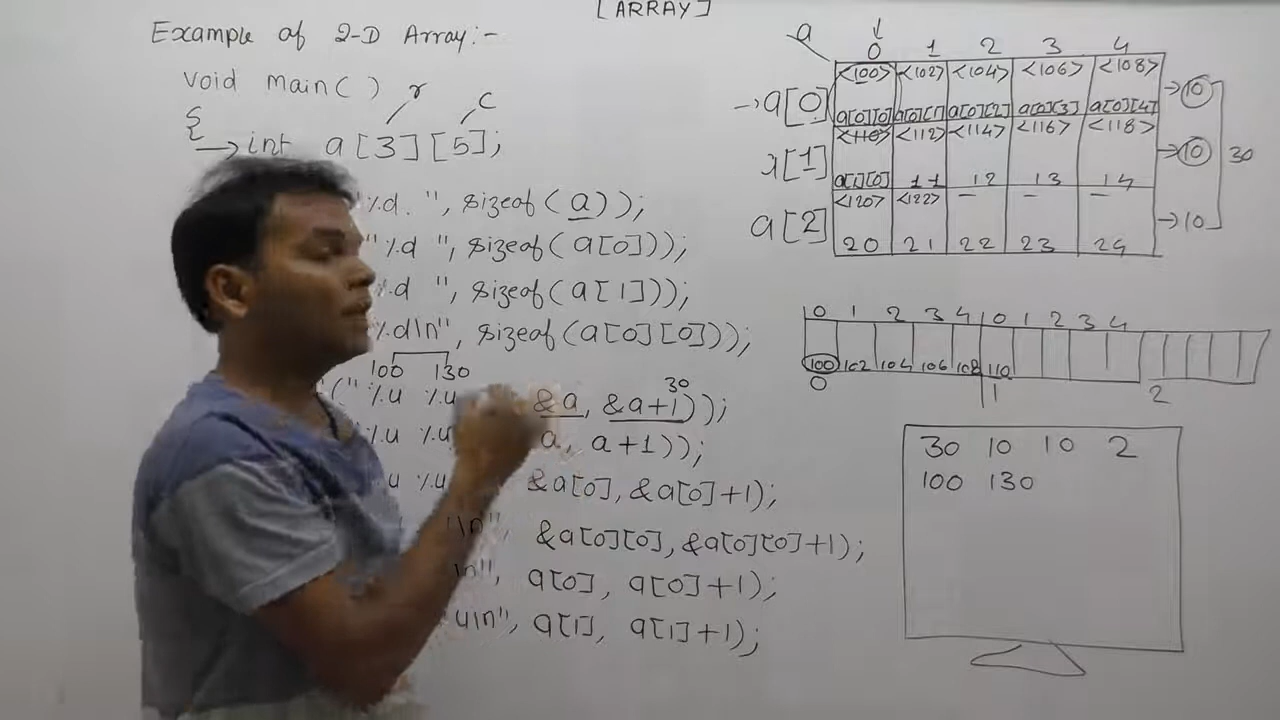 [ARRAY]
Example of 2-D Array:-
void main( )
r
c
{
→ int a[3][5];
"%d. ", sizeof(a));
"%d ", sizeof(a[0]));
%d ", sizeof(a[1]));
%d\n", sizeof(a[0][0]));
100 130
30
(" %u %u &a, &a+1));
"%u %u a, a+1));
u %u &a[0], &a[0]+1);
\n", &a[0][0], &a[0][0]+1);
\n", a[0], a[0]+1);
u\n", a[1], a[1]+1);
a
0 1 2 3 4
<100> <102> <104> <106> <108>
→ a[0] a[0][0] a[0][1] a[0][2] a[0][3] a[0][4] → 10
<110> <112> <114> <116> <118>
a[1] → 10 30
a[1][0] 11 12 13 14
<120> <122> - - -
a[2] → 10
20 21 22 23 24
0 1 2 3 4 0 1 2 3 4
100 102 104 106 108 110
0 1 2
30 10 10 2
100 130